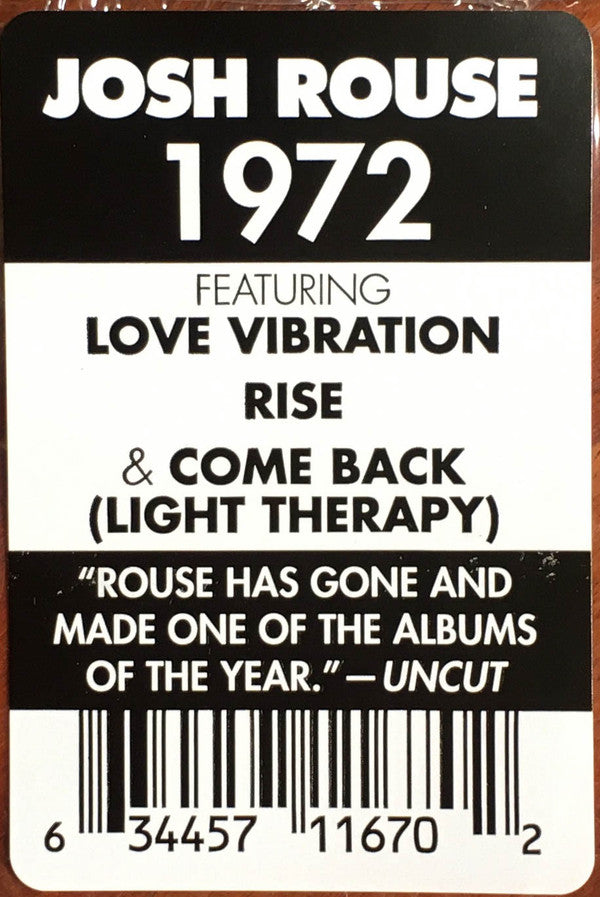 JOSH ROUSE
1972
FEATURING
LOVE VIBRATION
RISE
& COME BACK
(LIGHT THERAPY)
“ROUSE HAS GONE AND
MADE ONE OF THE ALBUMS
OF THE YEAR.”—UNCUT
6 34457 11670 2